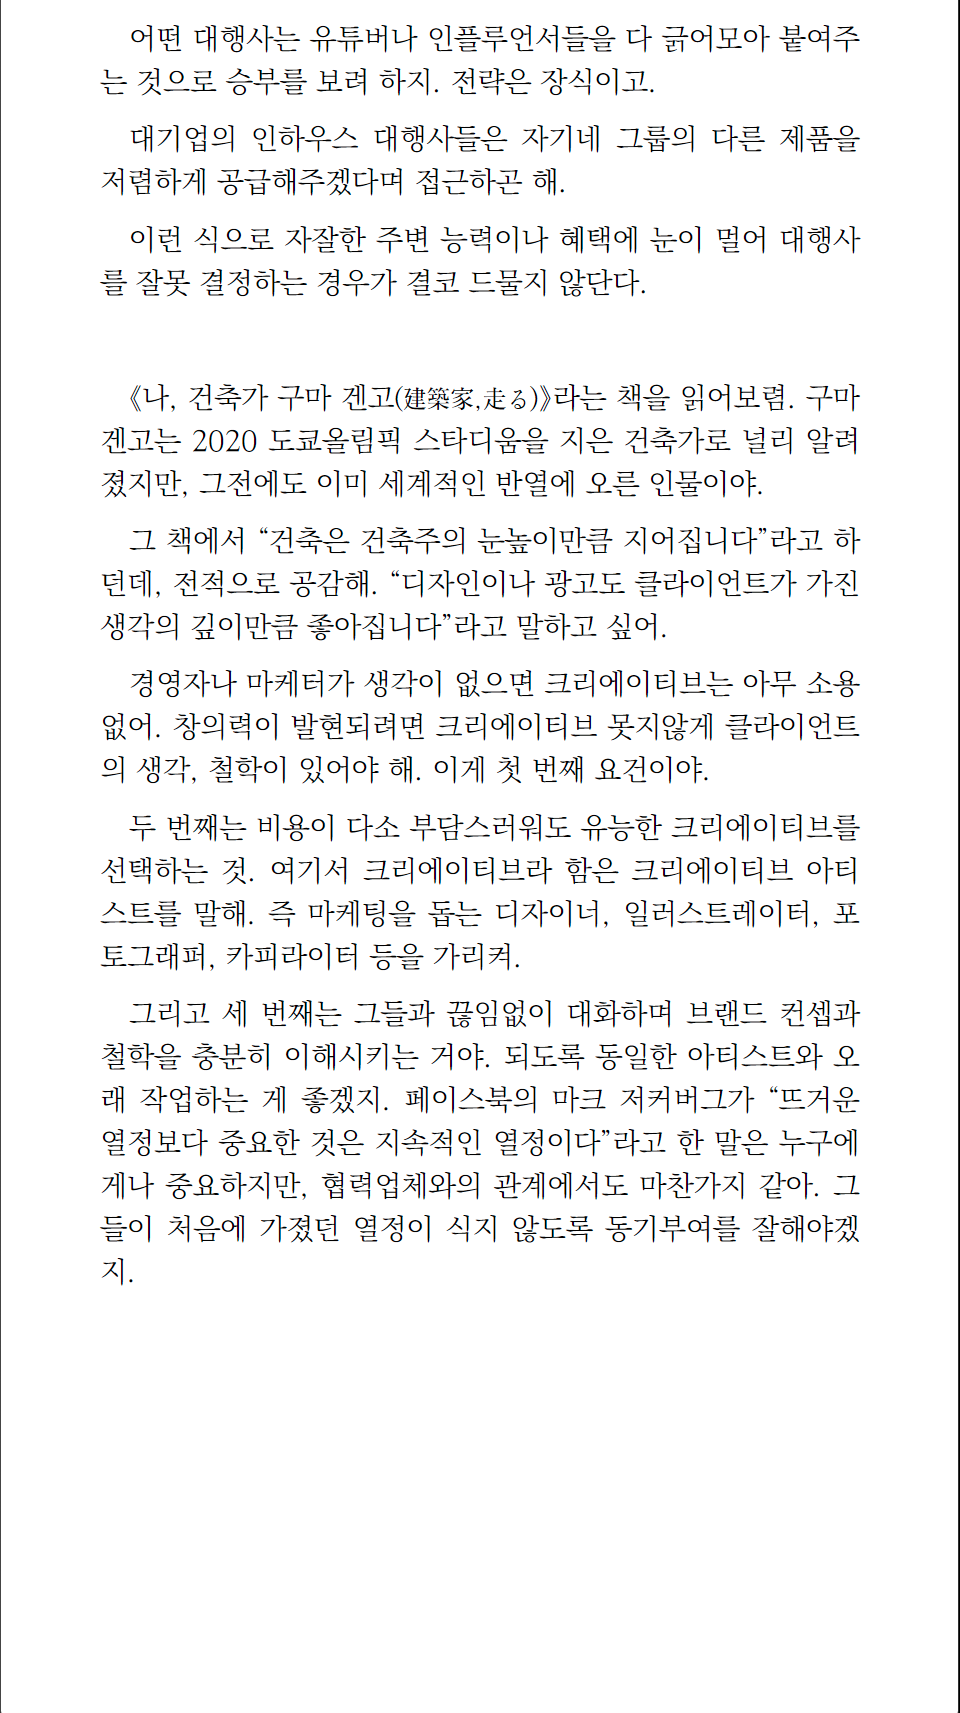 어떤 대행사는 유튜버나 인플루언서들을 다 긁어모아 붙여주
는 것으로 승부를 보려 하지. 전략은 장식이고.
대기업의 인하우스 대행사들은 자기네 그룹의 다른 제품을
저렴하게 공급해주겠다며 접근하곤 해.
이런 식으로 자잘한 주변 능력이나 혜택에 눈이 멀어 대행사
를 잘못 결정하는 경우가 결코 드물지 않단다.
《나, 건축가 구마 겐고(建築家,走る)》라는 책을 읽어보렴. 구마
겐고는 2020 도쿄올림픽 스타디움을 지은 건축가로 널리 알려
졌지만, 그전에도 이미 세계적인 반열에 오른 인물이야.
그 책에서 “건축은 건축주의 눈높이만큼 지어집니다”라고 하
던데, 전적으로 공감해. “디자인이나 광고도 클라이언트가 가진
생각의 깊이만큼 좋아집니다”라고 말하고 싶어.
경영자나 마케터가 생각이 없으면 크리에이티브는 아무 소용
없어. 창의력이 발현되려면 크리에이티브 못지않게 클라이언트
의 생각, 철학이 있어야 해. 이게 첫 번째 요건이야.
두 번째는 비용이 다소 부담스러워도 유능한 크리에이티브를
선택하는 것. 여기서 크리에이티브라 함은 크리에이티브 아티
스트를 말해. 즉 마케팅을 돕는 디자이너, 일러스트레이터, 포
토그래퍼, 카피라이터 등을 가리켜.
그리고 세 번째는 그들과 끊임없이 대화하며 브랜드 컨셉과
철학을 충분히 이해시키는 거야. 되도록 동일한 아티스트와 오
래 작업하는 게 좋겠지. 페이스북의 마크 저커버그가 “뜨거운
열정보다 중요한 것은 지속적인 열정이다”라고 한 말은 누구에
게나 중요하지만, 협력업체와의 관계에서도 마찬가지 같아. 그
들이 처음에 가졌던 열정이 식지 않도록 동기부여를 잘해야겠
지.